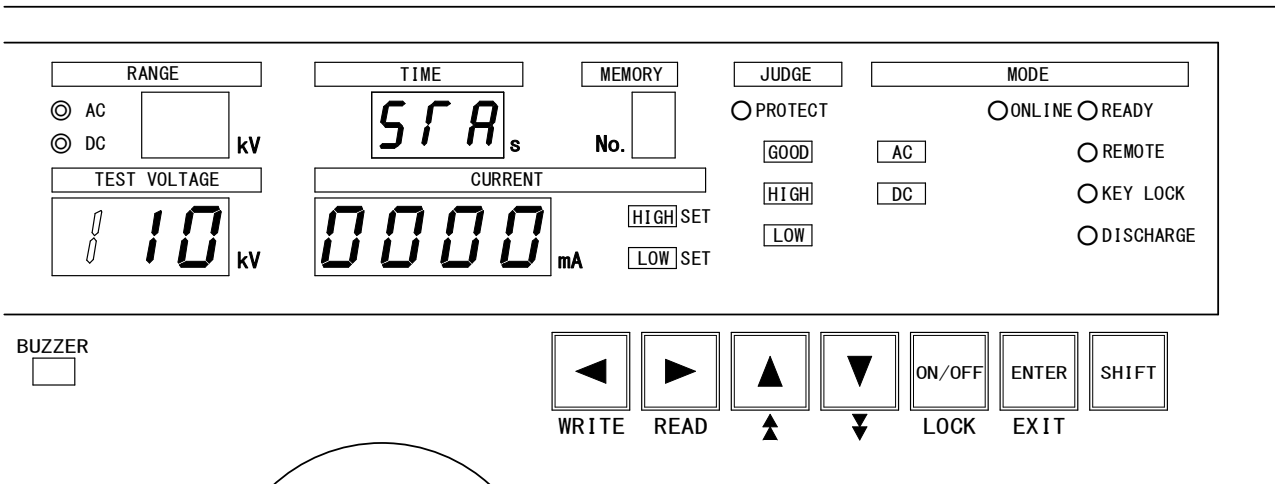 RANGE TIME MEMORY JUDGE MODE
AC PROTECT ONLINE READY
STA s
DC kV No. GOOD AC REMOTE
TEST VOLTAGE CURRENT
HIGH DC KEY LOCK
HIGH SET
LOW DISCHARGE
110 kV 0000 mA LOW SET
BUZZER
ON/OFF ENTER SHIFT
WRITE READ LOCK EXIT